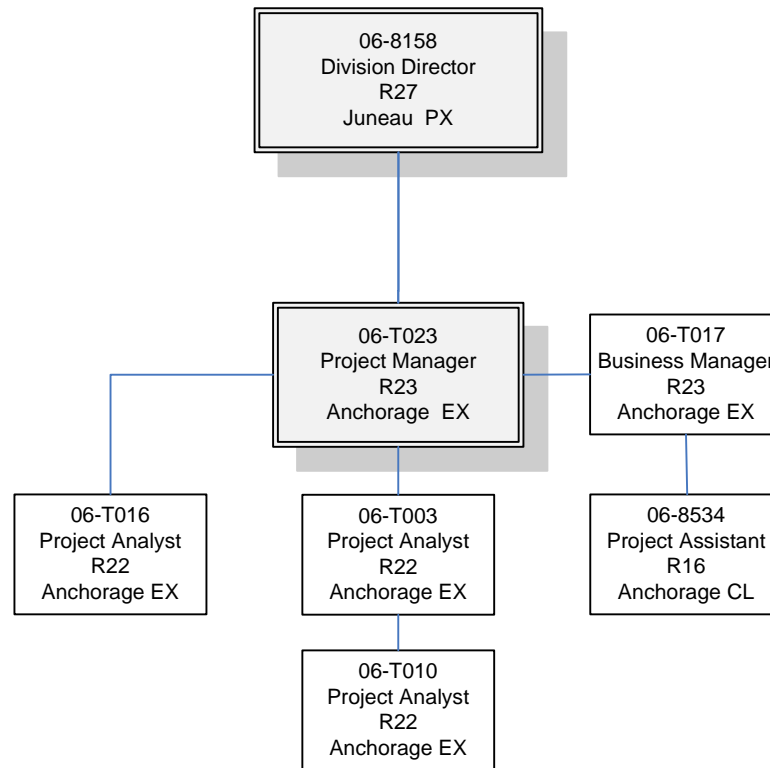 06-8158
Division Director
R27
Juneau  PX
06-T023
Project Manager
R23
Anchorage  EX
06-T017
Business Manager
R23
Anchorage EX
06-T016
Project Analyst
R22
Anchorage EX
06-T003
Project Analyst
R22
Anchorage EX
06-8534
Project Assistant
R16
Anchorage CL
06-T010
Project Analyst
R22
Anchorage EX